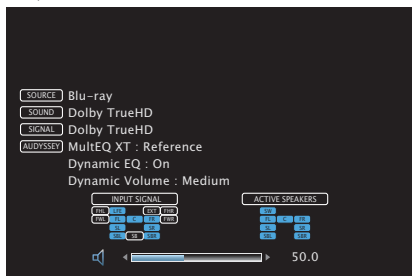 SOURCE Blu-ray
SOUND Dolby TrueHD
SIGNAL Dolby TrueHD
AUDYSSEY MultEQ XT : Reference
Dynamic EQ : On
Dynamic Volume : Medium
INPUT SIGNAL ACTIVE SPEAKERS
FHL LFE EXT FHR SW
FWL FL C FR FWR FL C FR
SL SR SL SR
SBL SB SBR SBL SBR
50.0